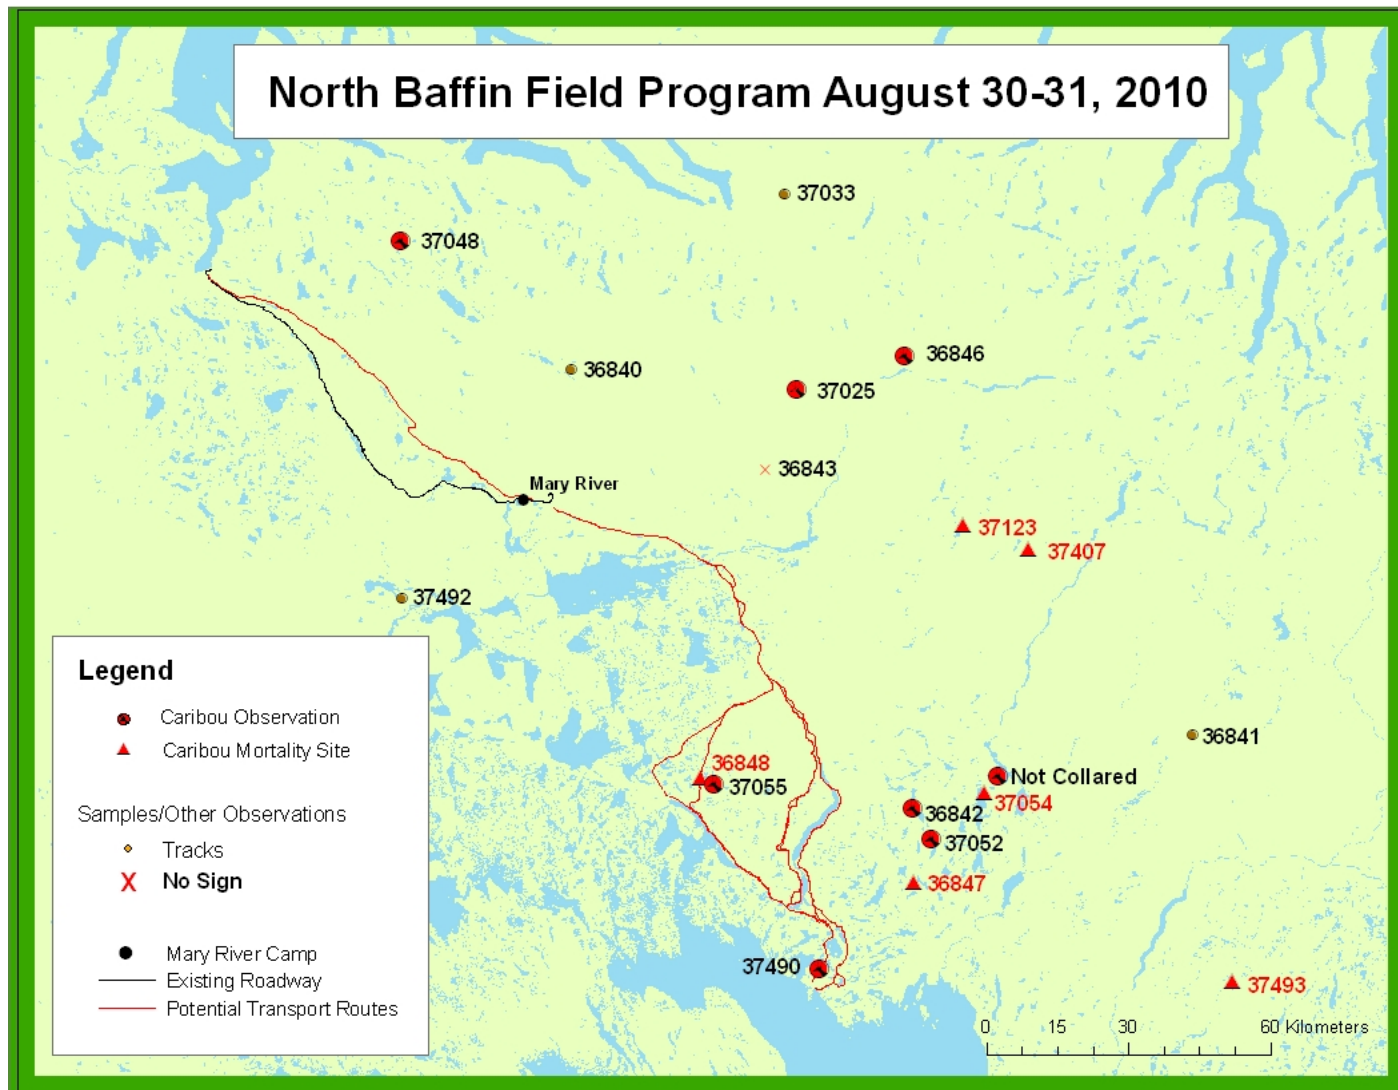 North Baffin Field Program August 30-31, 2010
37033
37048
36846
36840
37025
36843
Mary River
37123
37407
37492
Legend
Caribou Observation
Caribou Mortality Site
Samples/Other Observations
Tracks
X No Sign
Mary River Camp
Existing Roadway
Potential Transport Routes
36841
36848
37055
Not Collared
37054
36842
37052
36847
37490
37493
0 15 30 60 Kilometers